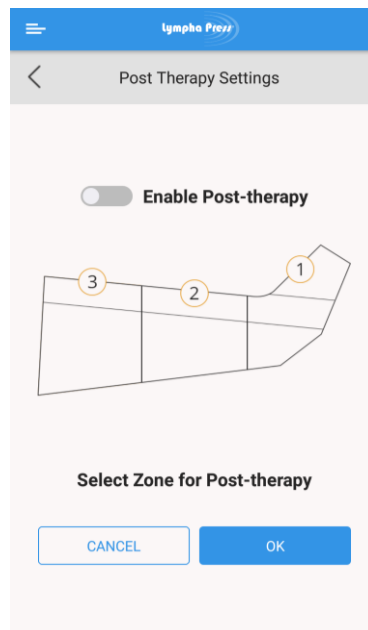 Lympha Press
Post Therapy Settings
Enable Post-therapy
1
3
2
Select Zone for Post-therapy
CANCEL
OK